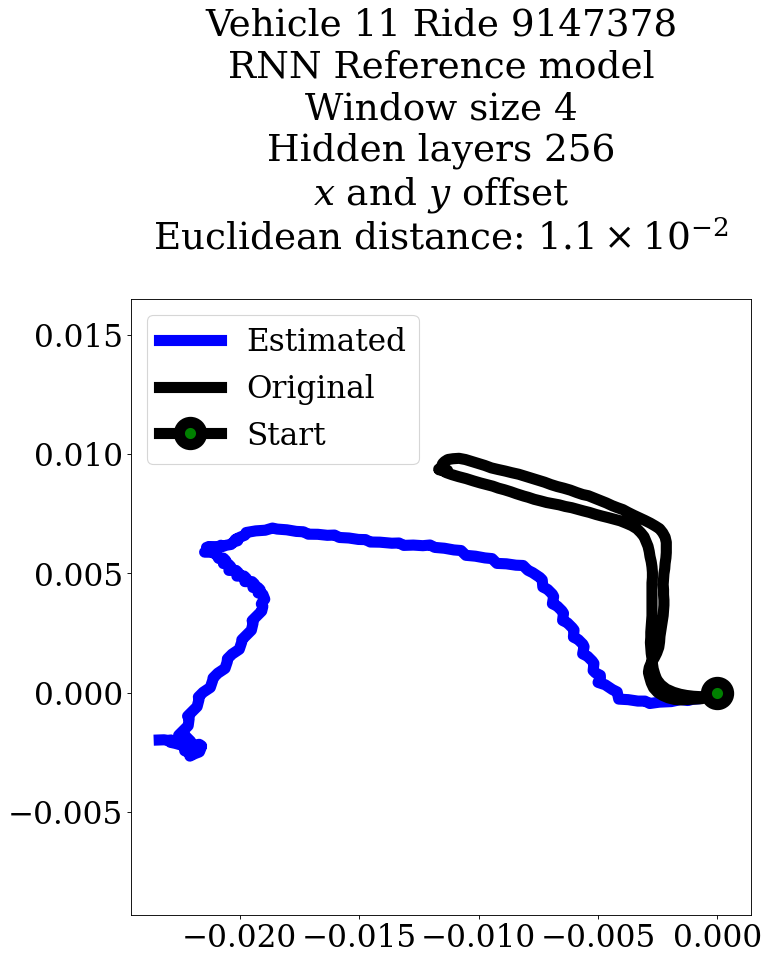 Vehicle 11 Ride 9147378
RNN Reference model
Window size 4
Hidden layers 256
x and y offset
Euclidean distance: 1.1 × 10⁻²
Estimated
Original
Start
0.015
0.010
0.005
0.000
−0.005
−0.020 −0.015 −0.010 −0.005 0.000